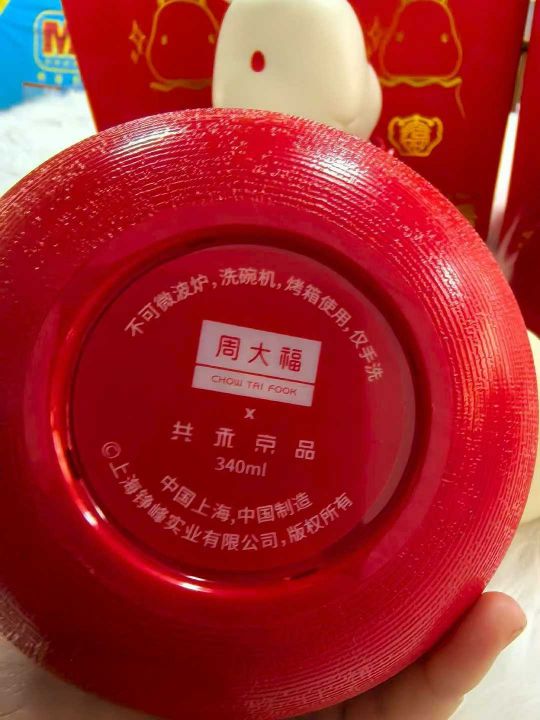 不可微波炉,洗碗机,烤箱使用,仅手洗
周大福
CHOW TAI FOOK
x
共禾京品
340ml
中国上海,中国制造
©上海铮峰实业有限公司,版权所有